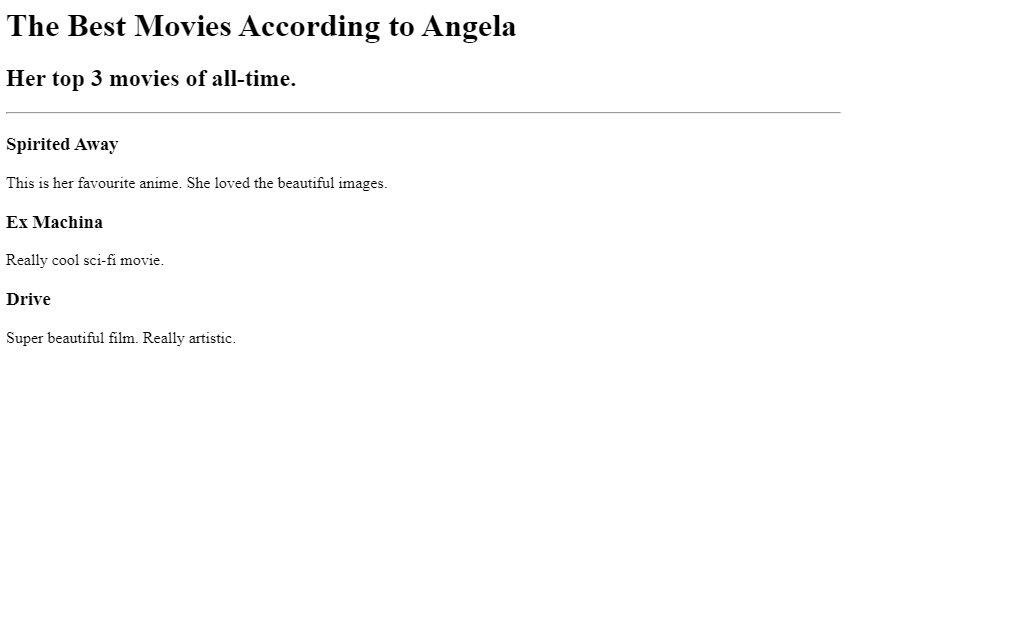 The Best Movies According to Angela
Her top 3 movies of all-time.
Spirited Away
This is her favourite anime. She loved the beautiful images.
Ex Machina
Really cool sci-fi movie.
Drive
Super beautiful film. Really artistic.